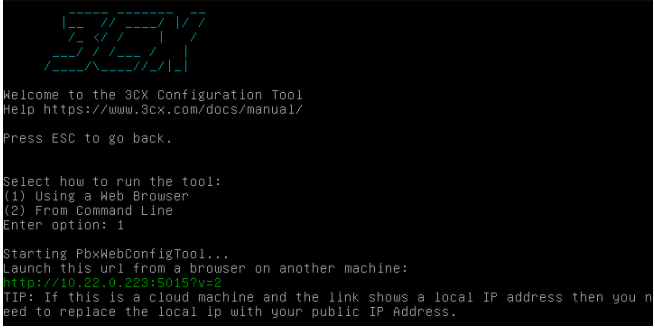 3CX
Welcome to the 3CX Configuration Tool
Help https://www.3cx.com/docs/manual/
Press ESC to go back.
Select how to run the tool:
(1) Using a Web Browser
(2) From Command Line
Enter option: 1
Starting PbxWebConfigTool...
Launch this url from a browser on another machine:
http://10.22.0.223:5015?v=2
TIP: If this is a cloud machine and the link shows a local IP address then you n
eed to replace the local ip with your public IP Address.